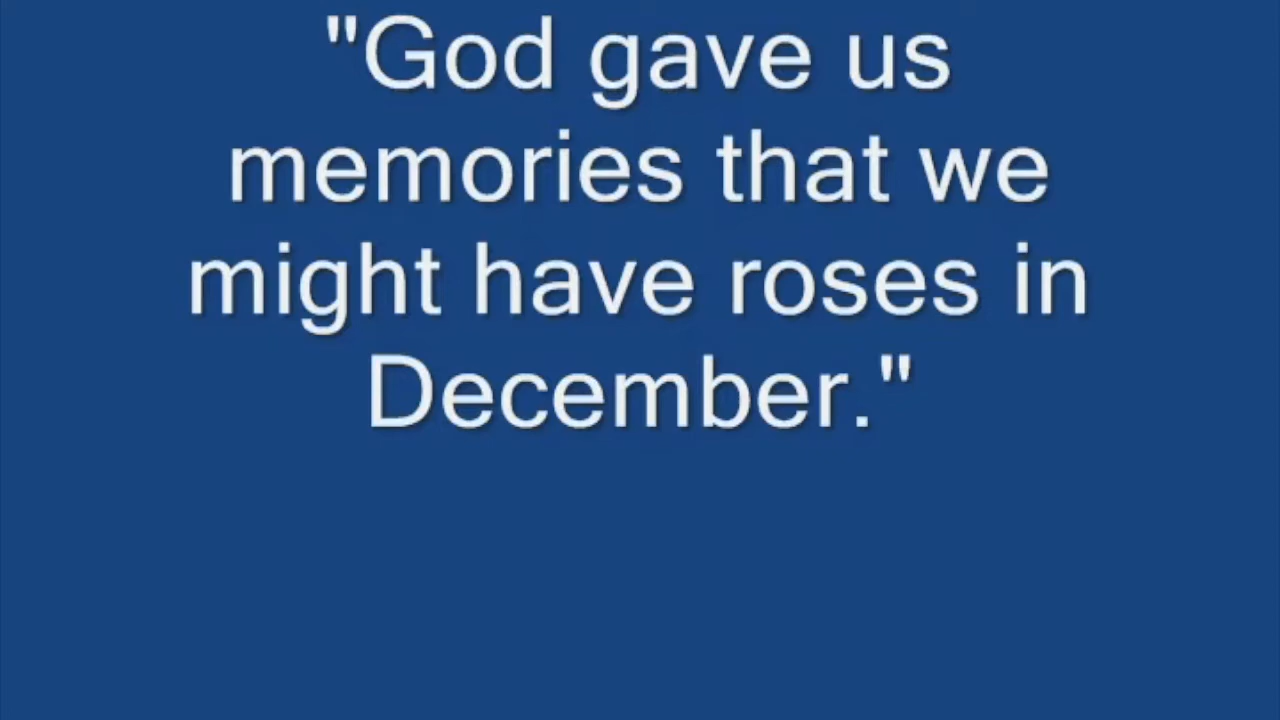 "God gave us
memories that we
might have roses in
December."